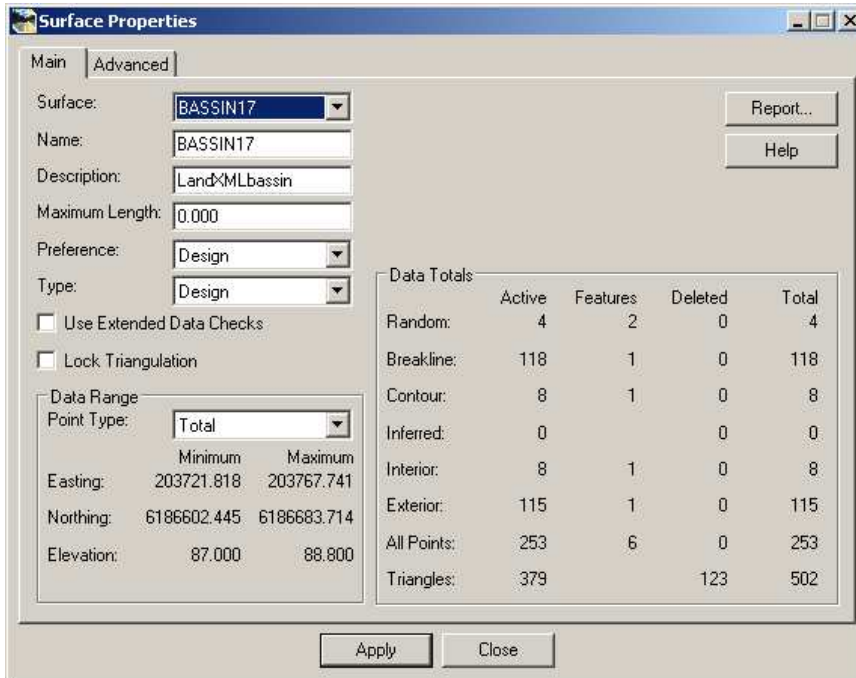 Surface Properties
Main Advanced
Surface: BASSIN17
Name: BASSIN17
Description: LandXMLbassin
Maximum Length: 0.000
Preference: Design
Type: Design
Use Extended Data Checks
Lock Triangulation
Report...
Help
Data Range
Point Type: Total
Minimum Maximum
Easting: 203721.818 203767.741
Northing: 6186602.445 6186683.714
Elevation: 87.000 88.800
Data Totals
Active Features Deleted Total
Random: 4 2 0 4
Breakline: 118 1 0 118
Contour: 8 1 0 8
Inferred: 0 0 0
Interior: 8 1 0 8
Exterior: 115 1 0 115
All Points: 253 6 0 253
Triangles: 379 123 502
Apply Close